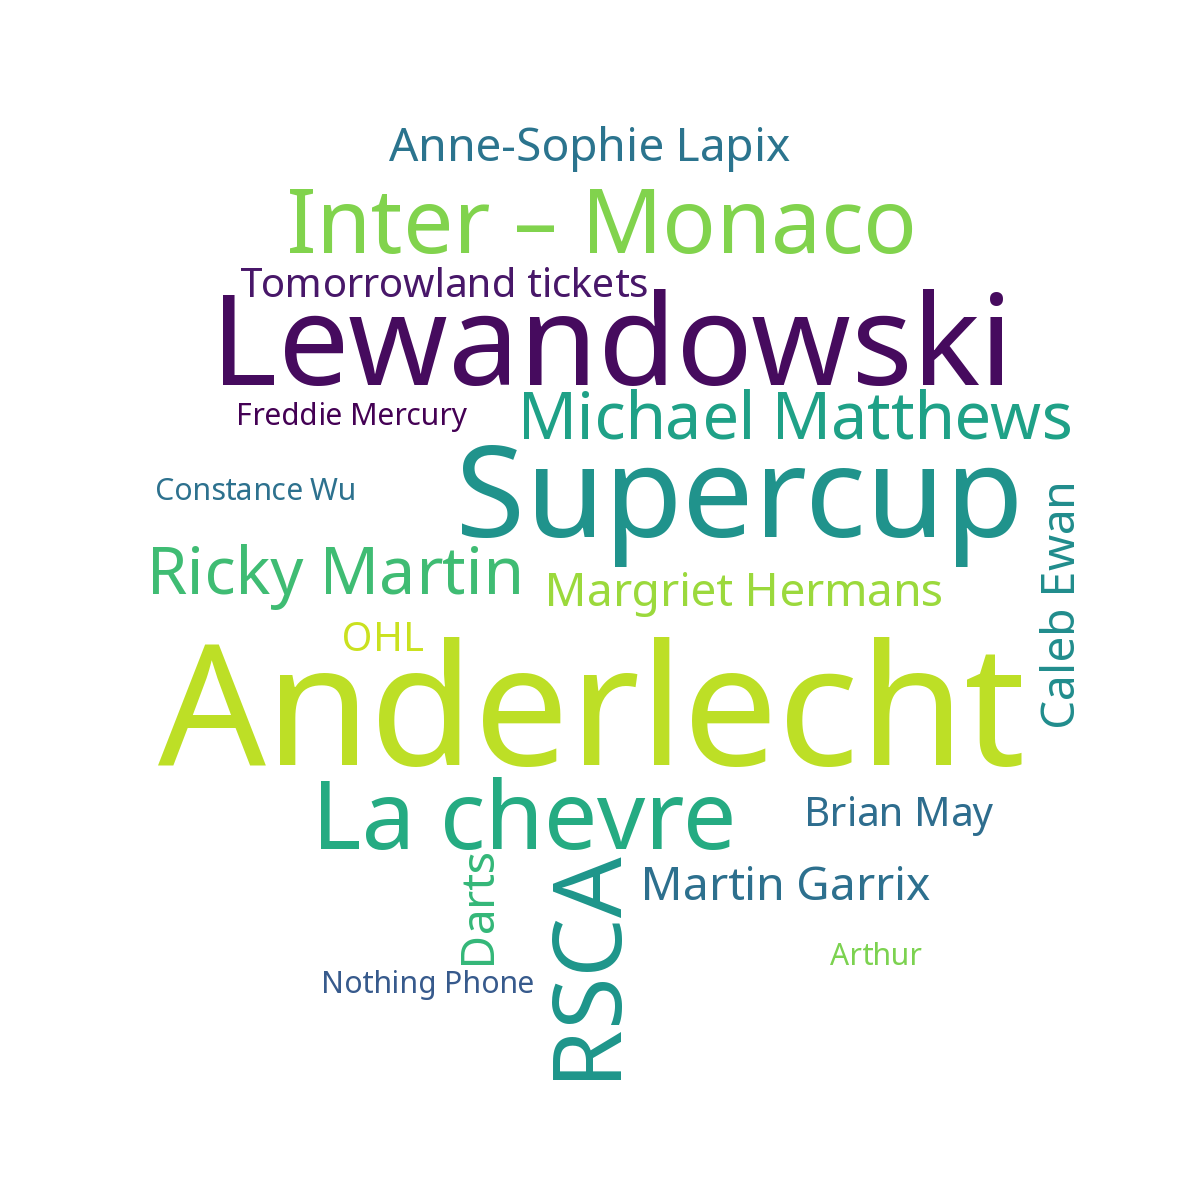 Anne-Sophie Lapix
Inter – Monaco
Tomorrowland tickets
Lewandowski
Freddie Mercury
Michael Matthews
Constance Wu
Supercup
Caleb Ewan
Ricky Martin
Margriet Hermans
OHL
Anderlecht
La chevre
Brian May
Darts
RSCA
Martin Garrix
Arthur
Nothing Phone